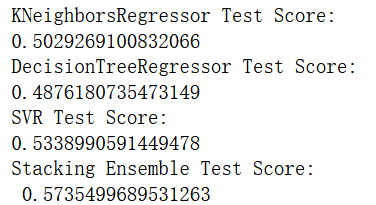 KNeighborsRegressor Test Score:
0.5029269100832066
DecisionTreeRegressor Test Score:
0.4876180735473149
SVR Test Score:
0.5338990591449478
Stacking Ensemble Test Score:
0.5735499689531263